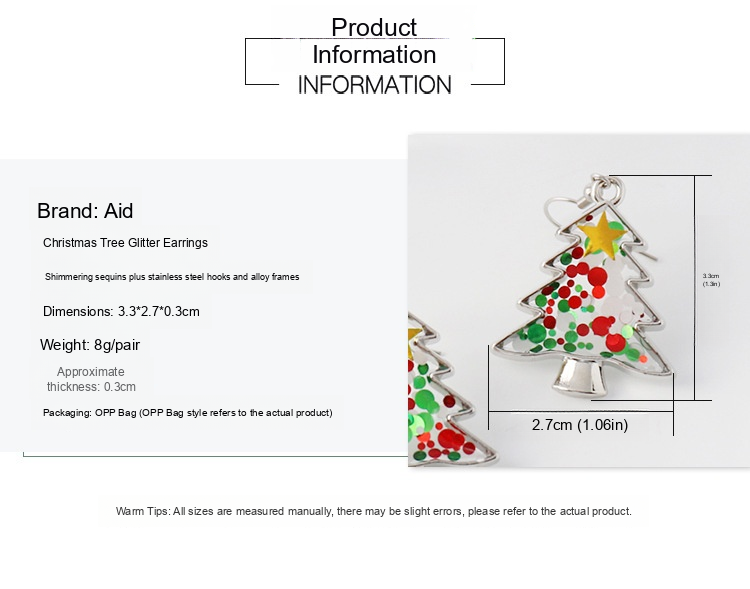 Product
Information
INFORMATION
Brand: Aid
Christmas Tree Glitter Earrings
Shimmering sequins plus stainless steel hooks and alloy frames
Dimensions: 3.3*2.7*0.3cm
Weight: 8g/pair
Approximate
thickness: 0.3cm
Packaging: OPP Bag (OPP Bag style refers to the actual product)
3.3cm
(1.3in)
2.7cm (1.06in)
Warm Tips: All sizes are measured manually, there may be slight errors, please refer to the actual product.